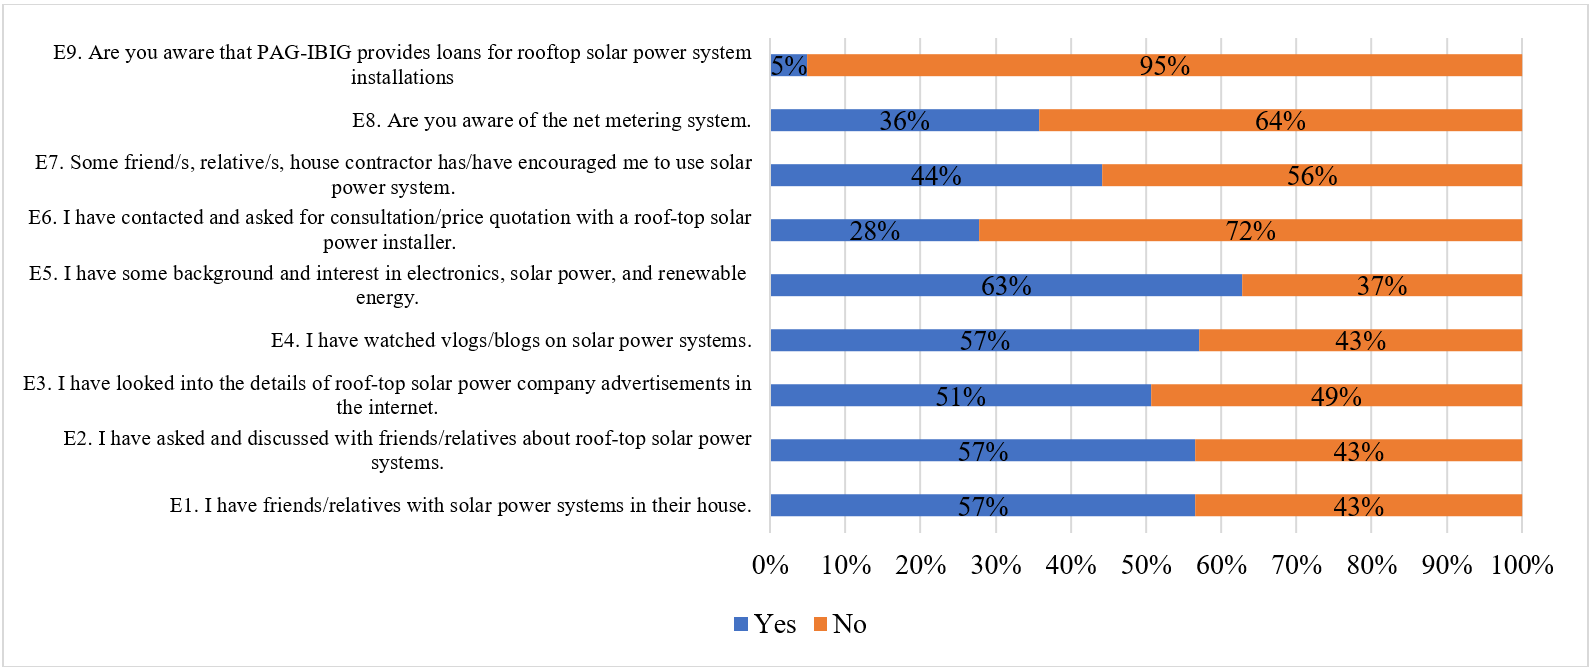 E9. Are you aware that PAG-IBIG provides loans for rooftop solar power system
installations
5% 95%
E8. Are you aware of the net metering system.
36% 64%
E7. Some friend/s, relative/s, house contractor has/have encouraged me to use solar
power system.
44% 56%
E6. I have contacted and asked for consultation/price quotation with a roof-top solar
power installer.
28% 72%
E5. I have some background and interest in electronics, solar power, and renewable
energy.
63% 37%
E4. I have watched vlogs/blogs on solar power systems.
57% 43%
E3. I have looked into the details of roof-top solar power company advertisements in
the internet.
51% 49%
E2. I have asked and discussed with friends/relatives about roof-top solar power
systems.
57% 43%
E1. I have friends/relatives with solar power systems in their house.
57% 43%
0% 10% 20% 30% 40% 50% 60% 70% 80% 90% 100%
Yes No